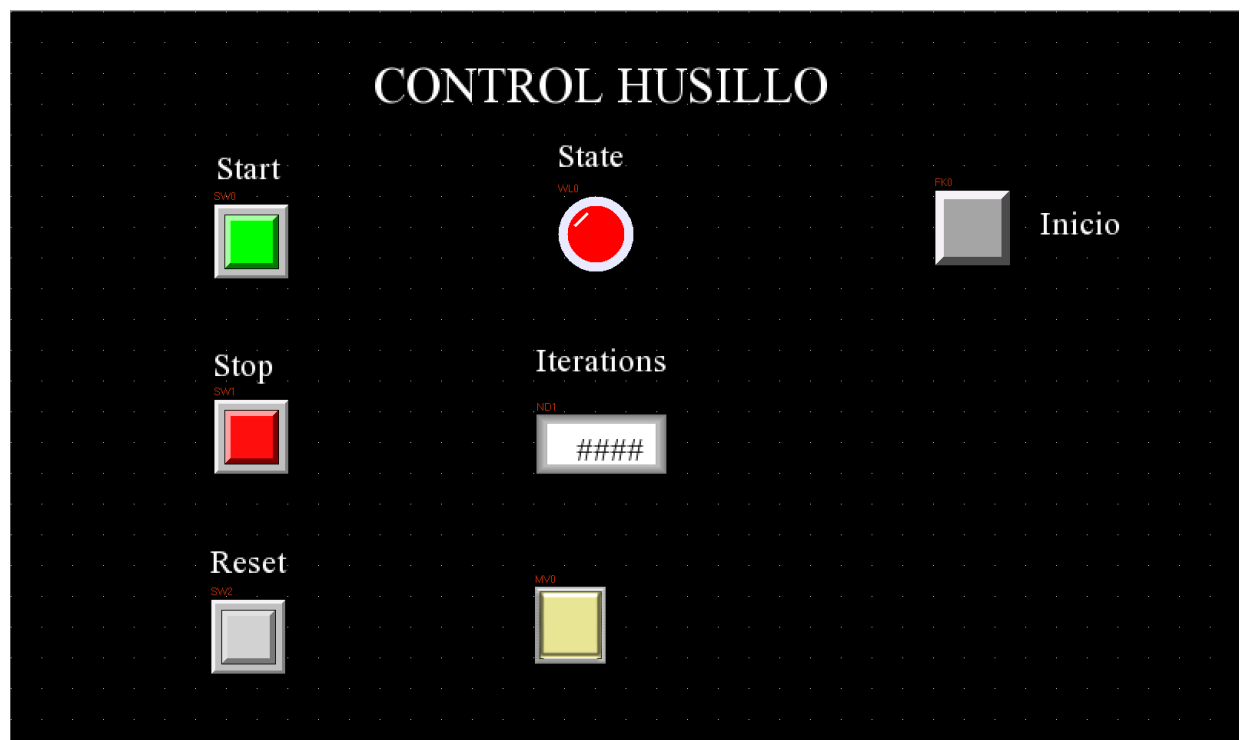 CONTROL HUSILLO
Start
SW0
State
WL0
FK0
Inicio
Stop
SW1
Iterations
ND1
####
Reset
SW2
MV0